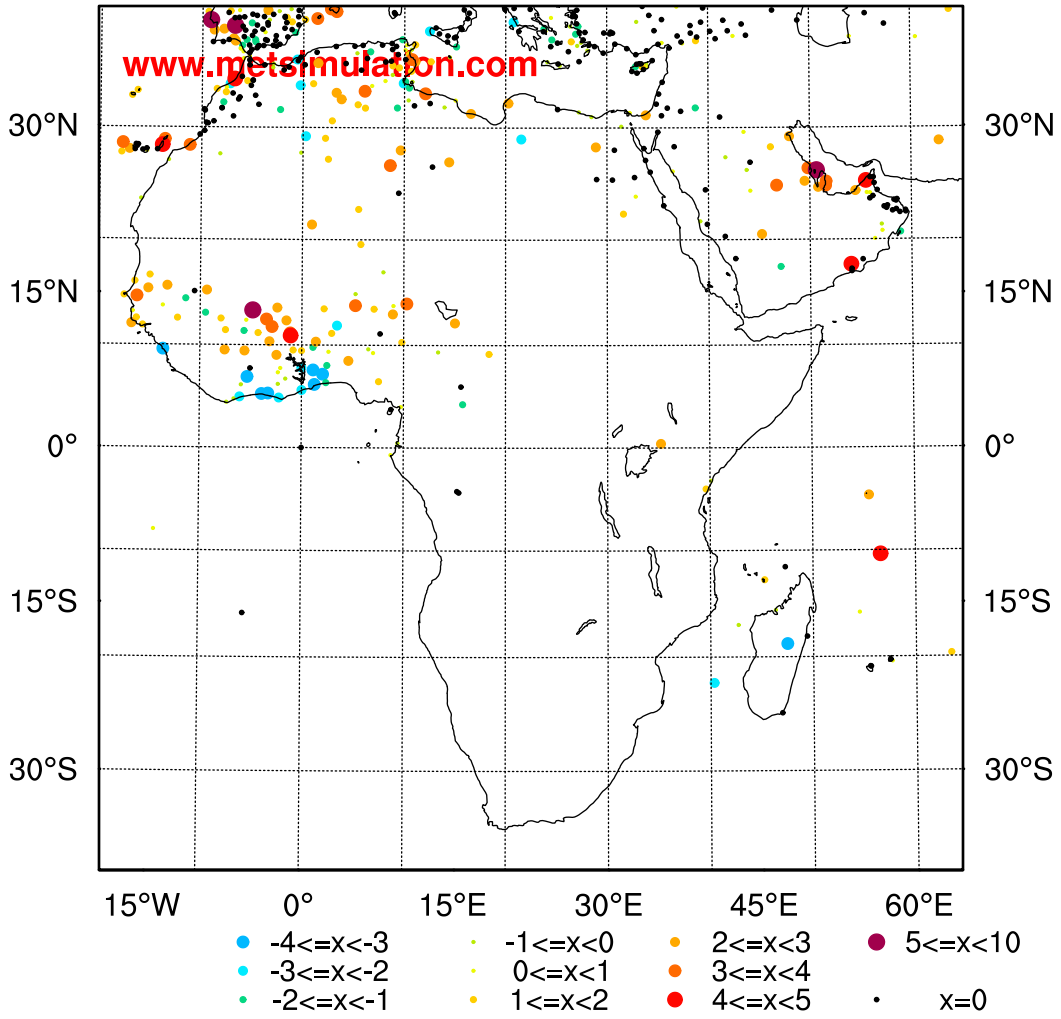 www.metsimulation.com
30°N 30°N
15°N 15°N
0° 0°
15°S 15°S
30°S 30°S
15°W 0° 15°E 30°E 45°E 60°E
-4<=x<-3 -1<=x<0 2<=x<3 5<=x<10
-3<=x<-2 0<=x<1 3<=x<4
-2<=x<-1 1<=x<2 4<=x<5 x=0